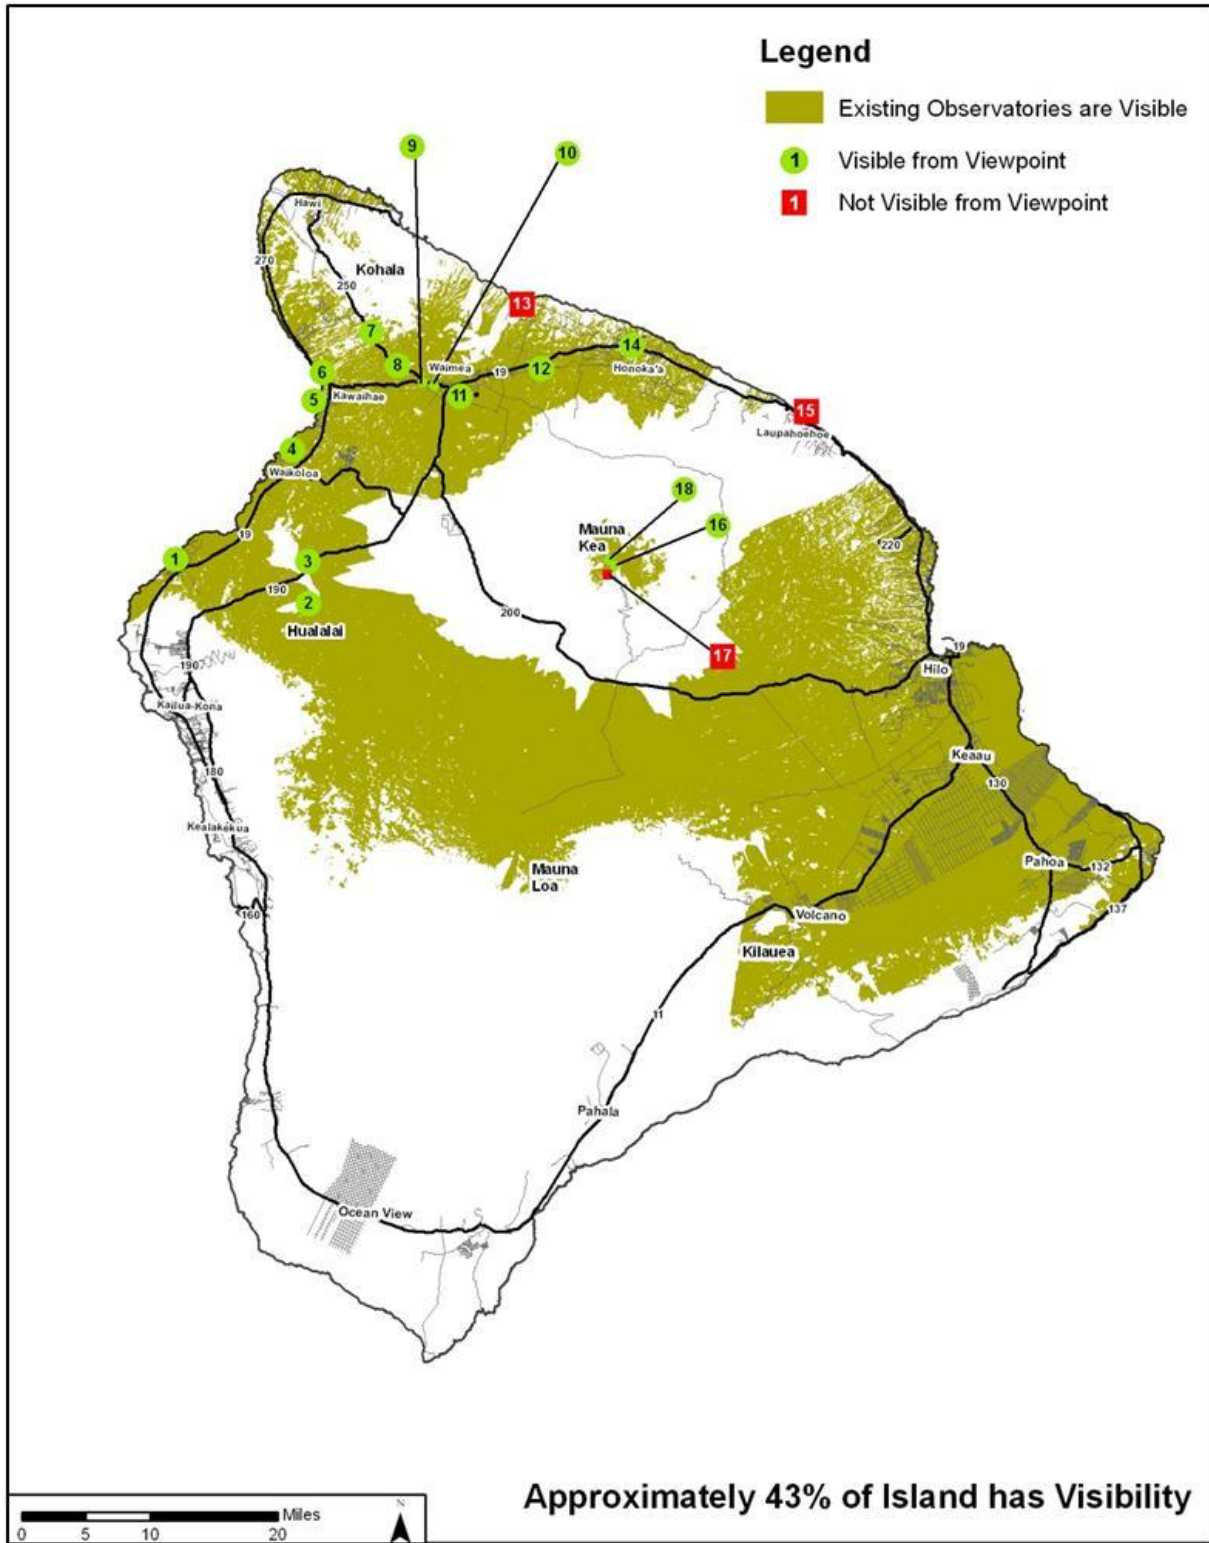 Legend
Existing Observatories are Visible
1 Visible from Viewpoint
1 Not Visible from Viewpoint
9
10
Hawi
270
Kohala
250
13
7
14
6
8
Waimea
19
12
Honoka'a
5
Kawaihae
11
15
Laupahoehoe
4
Waikoloa
18
19
Mauna
Kea
16
220
1
3
190
2
200
Hualalai
17
19
190
Hilo
Kailua-Kona
Keaau
180
130
Kealakekua
Pahoa
132
Mauna
Loa
160
Volcano
137
Kilauea
11
Pahala
Ocean View
Approximately 43% of Island has Visibility
Miles
0 5 10 20
N